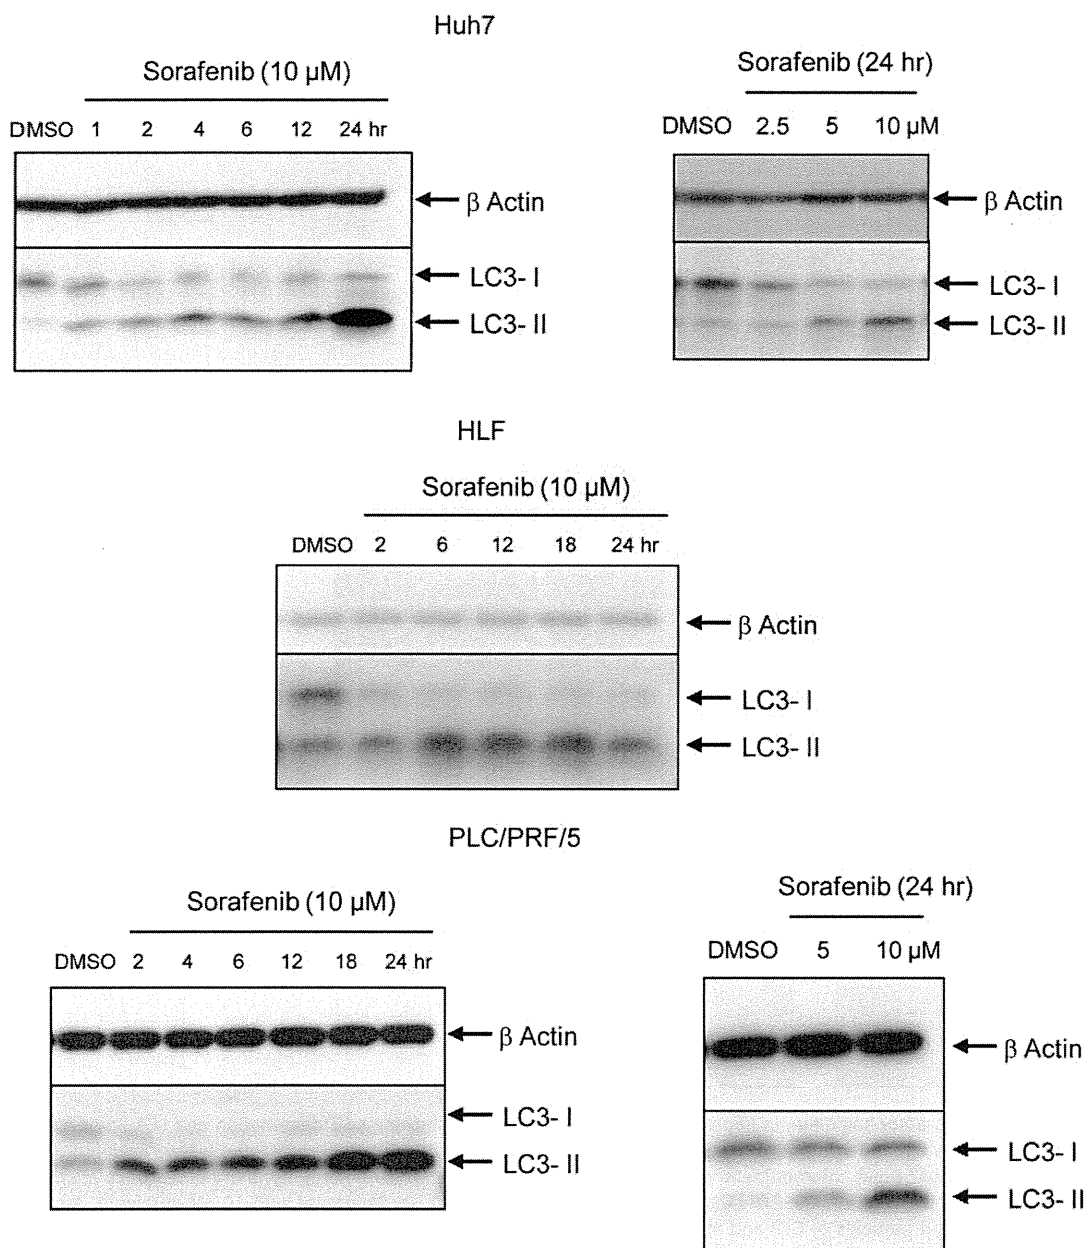 Huh7
Sorafenib (10 µM)
DMSO 1 2 4 6 12 24 hr
β Actin
LC3- I
LC3- II
Sorafenib (24 hr)
DMSO 2.5 5 10 µM
β Actin
LC3- I
LC3- II
HLF
Sorafenib (10 µM)
DMSO 2 6 12 18 24 hr
β Actin
LC3- I
LC3- II
PLC/PRF/5
Sorafenib (10 µM)
DMSO 2 4 6 12 18 24 hr
β Actin
LC3- I
LC3- II
Sorafenib (24 hr)
DMSO 5 10 µM
β Actin
LC3- I
LC3- II